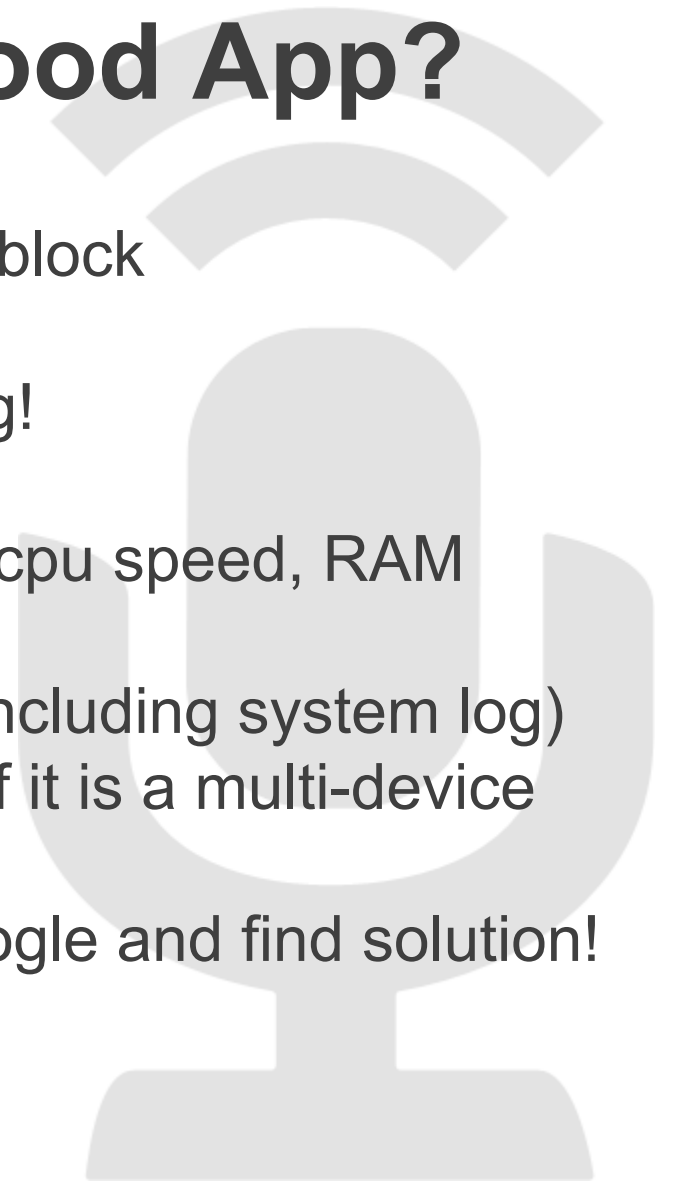 ood App?
block
g!
cpu speed, RAM
ncluding system log)
f it is a multi-device
ogle and find solution!